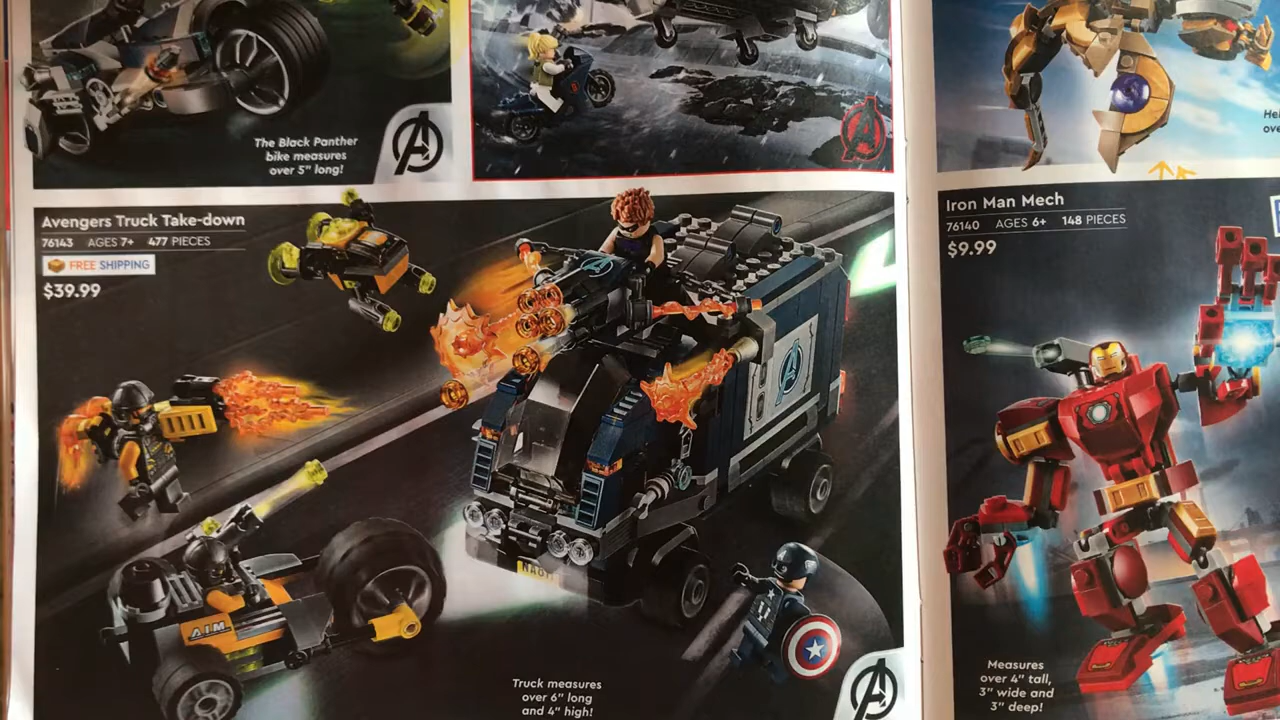 The Black Panther
bike measures
over 5" long!
Avengers Truck Take-down
76143 AGES 7+ 477 PIECES
FREE SHIPPING
$39.99
A.I.M.
Truck measures
over 6" long
and 4" high!
Iron Man Mech
76140 AGES 6+ 148 PIECES
$9.99
Measures
over 4" tall,
3" wide and
3" deep!